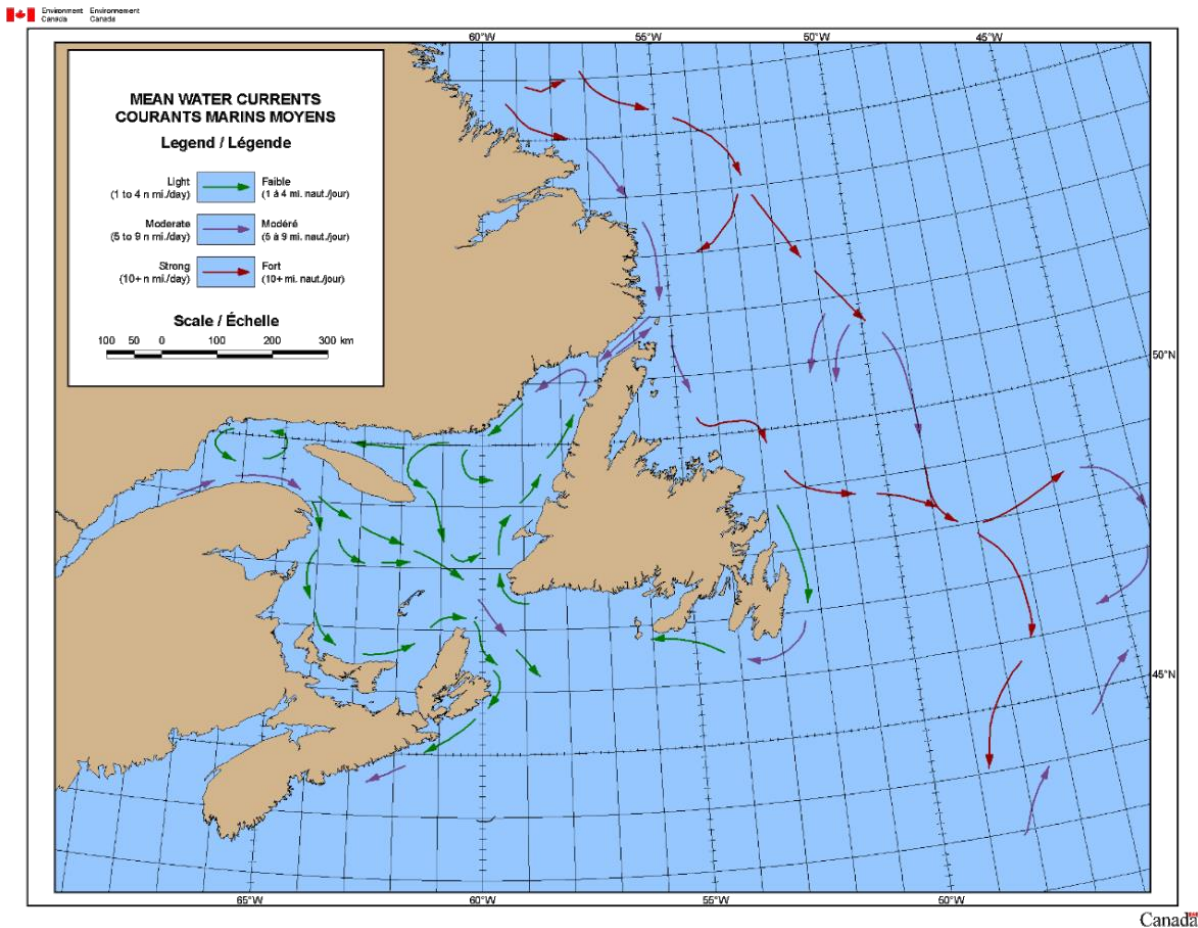 Environment Environnement
Canada Canada
60°W 55°W 50°W 45°W
MEAN WATER CURRENTS
COURANTS MARINS MOYENS
Legend / Légende
Light Faible
(1 to 4 n mi./day) (1 à 4 mi. naut./jour)
Moderate Modéré
(5 to 9 n mi./day) (5 à 9 mi. naut./jour)
Strong Fort
(10+ n mi./day) (10+ mi. naut./jour)
Scale / Échelle
100 50 0 100 200 300 km
50°N
45°N
65°W 60°W 55°W 50°W
Canada